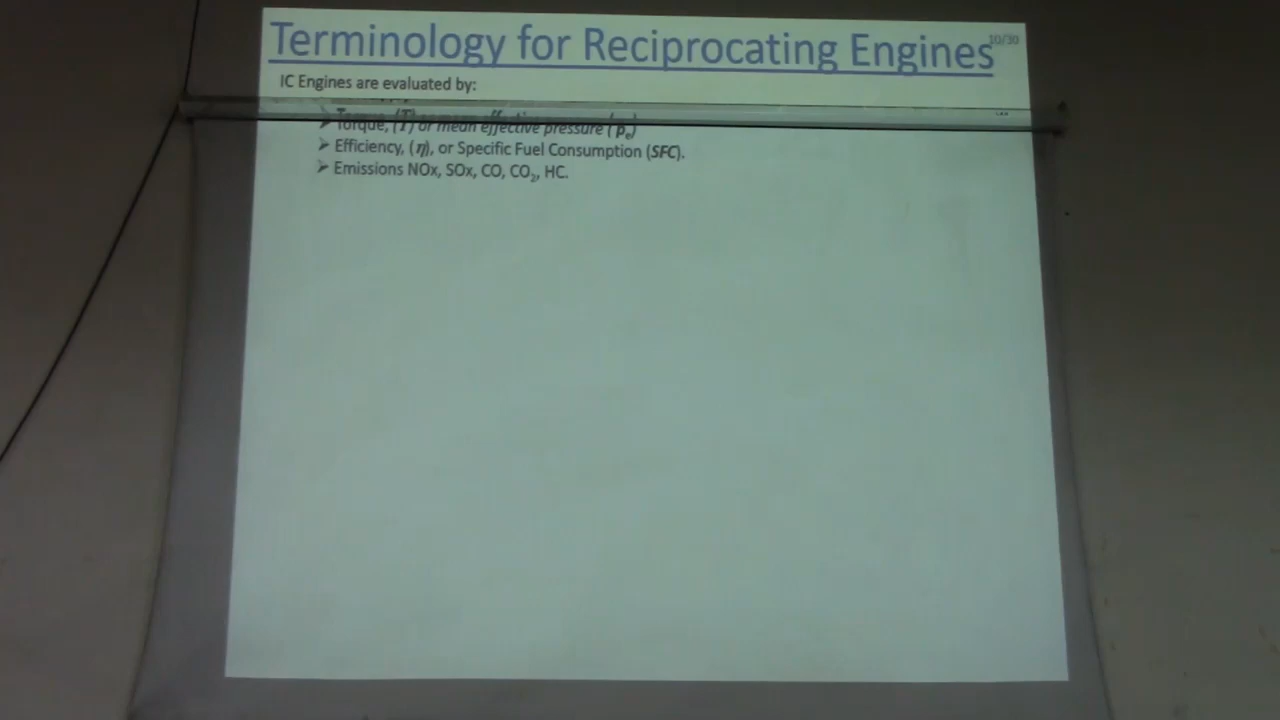 Terminology for Reciprocating Engines
10/30
IC Engines are evaluated by:
➢ Torque, (T) or mean effective pressure (pe)
➢ Efficiency, (η), or Specific Fuel Consumption (SFC).
➢ Emissions NOx, SOx, CO, CO₂, HC.